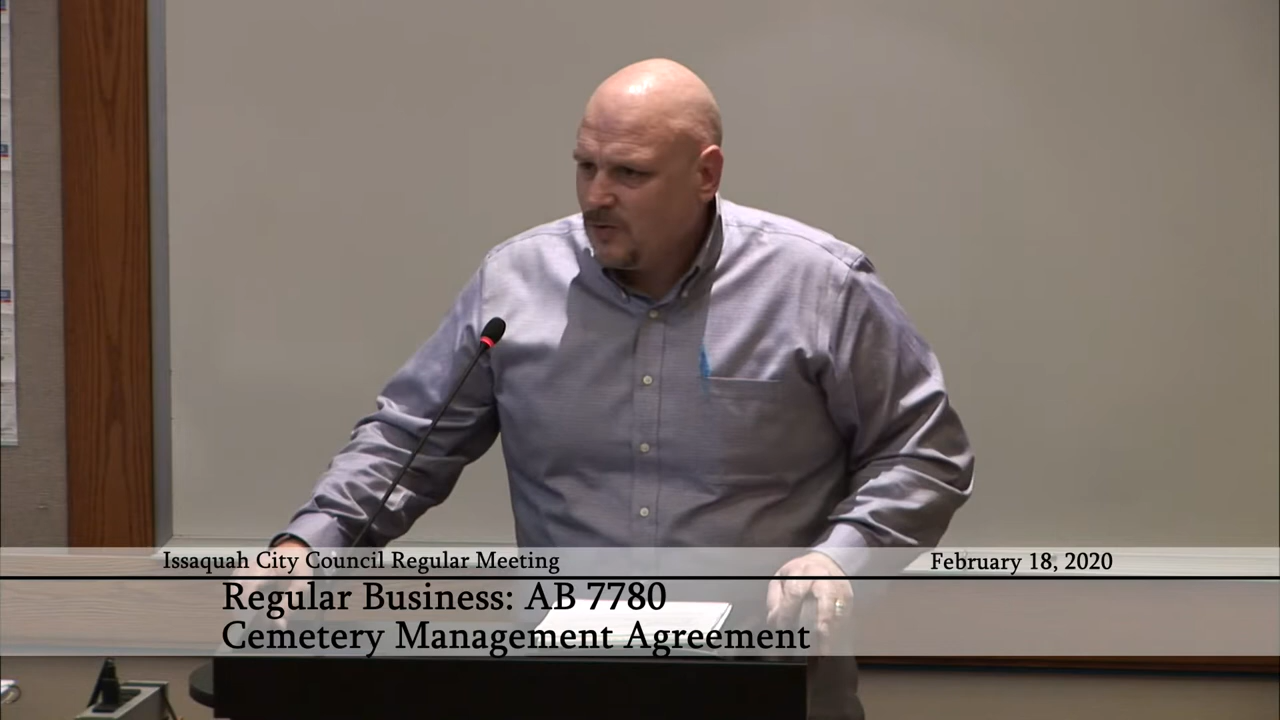 Issaquah City Council Regular Meeting
February 18, 2020
Regular Business: AB 7780
Cemetery Management Agreement